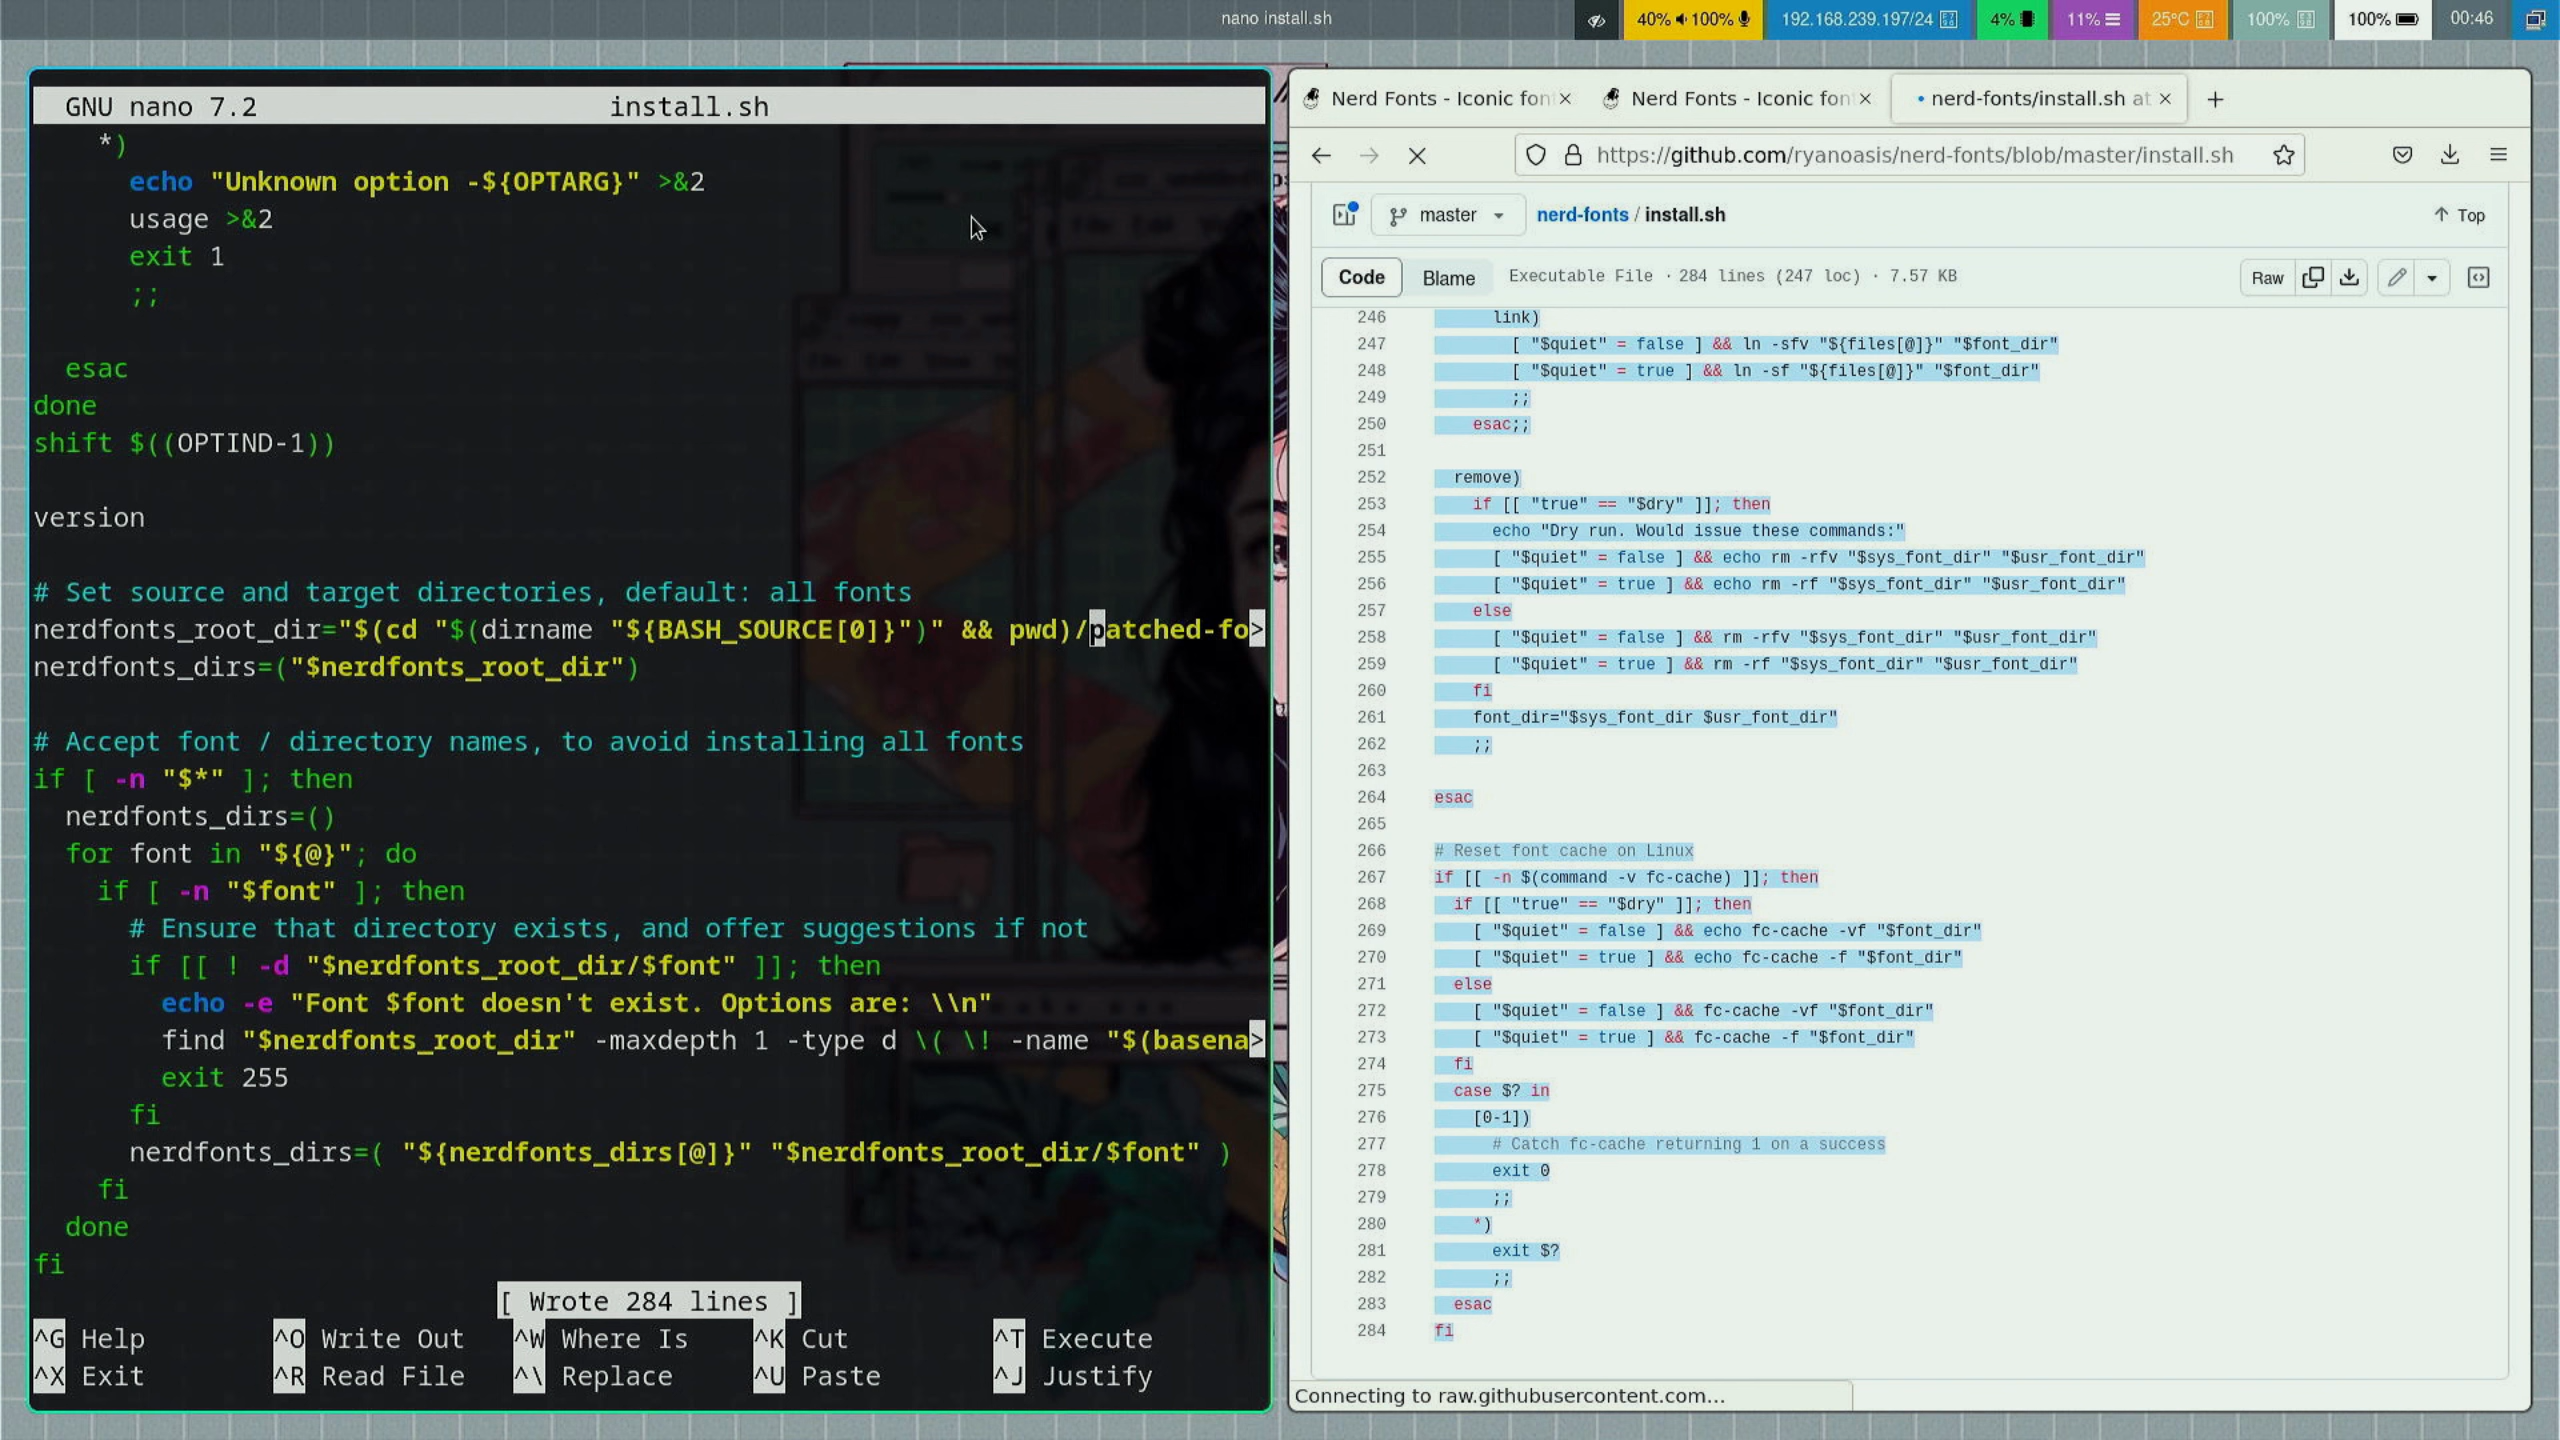 nano install.sh
40% 100%
192.168.239.197/24
4%
11%
25°C
100%
100%
00:46
GNU nano 7.2 install.sh
*)
echo "Unknown option -${OPTARG}" >&2
usage >&2
exit 1
;;
esac
done
shift $((OPTIND-1))
version
# Set source and target directories, default: all fonts
nerdfonts_root_dir="$(cd "$(dirname "${BASH_SOURCE[0]}")" && pwd)/patched-fo>
nerdfonts_dirs=("$nerdfonts_root_dir")
# Accept font / directory names, to avoid installing all fonts
if [ -n "$*" ]; then
nerdfonts_dirs=()
for font in "${@}"; do
if [ -n "$font" ]; then
# Ensure that directory exists, and offer suggestions if not
if [[ ! -d "$nerdfonts_root_dir/$font" ]]; then
echo -e "Font $font doesn't exist. Options are: \\n"
find "$nerdfonts_root_dir" -maxdepth 1 -type d \( \! -name "$(basena>
exit 255
fi
nerdfonts_dirs=( "${nerdfonts_dirs[@]}" "$nerdfonts_root_dir/$font" )
fi
done
fi
[ Wrote 284 lines ]
^G Help ^O Write Out ^W Where Is ^K Cut ^T Execute
^X Exit ^R Read File ^\ Replace ^U Paste ^J Justify
Nerd Fonts - Iconic fon
Nerd Fonts - Iconic fon
nerd-fonts/install.sh at
https://github.com/ryanoasis/nerd-fonts/blob/master/install.sh
master
nerd-fonts / install.sh
Top
Code
Blame
Executable File · 284 lines (247 loc) · 7.57 KB
Raw
246 link)
247 [ "$quiet" = false ] && ln -sfv "${files[@]}" "$font_dir"
248 [ "$quiet" = true ] && ln -sf "${files[@]}" "$font_dir"
249 ;;
250 esac;;
251
252 remove)
253 if [[ "true" == "$dry" ]]; then
254 echo "Dry run. Would issue these commands:"
255 [ "$quiet" = false ] && echo rm -rfv "$sys_font_dir" "$usr_font_dir"
256 [ "$quiet" = true ] && echo rm -rf "$sys_font_dir" "$usr_font_dir"
257 else
258 [ "$quiet" = false ] && rm -rfv "$sys_font_dir" "$usr_font_dir"
259 [ "$quiet" = true ] && rm -rf "$sys_font_dir" "$usr_font_dir"
260 fi
261 font_dir="$sys_font_dir $usr_font_dir"
262 ;;
263
264 esac
265
266 # Reset font cache on Linux
267 if [[ -n $(command -v fc-cache) ]]; then
268 if [[ "true" == "$dry" ]]; then
269 [ "$quiet" = false ] && echo fc-cache -vf "$font_dir"
270 [ "$quiet" = true ] && echo fc-cache -f "$font_dir"
271 else
272 [ "$quiet" = false ] && fc-cache -vf "$font_dir"
273 [ "$quiet" = true ] && fc-cache -f "$font_dir"
274 fi
275 case $? in
276 [0-1])
277 # Catch fc-cache returning 1 on a success
278 exit 0
279 ;;
280 *)
281 exit $?
282 ;;
283 esac
284 fi
Connecting to raw.githubusercontent.com...